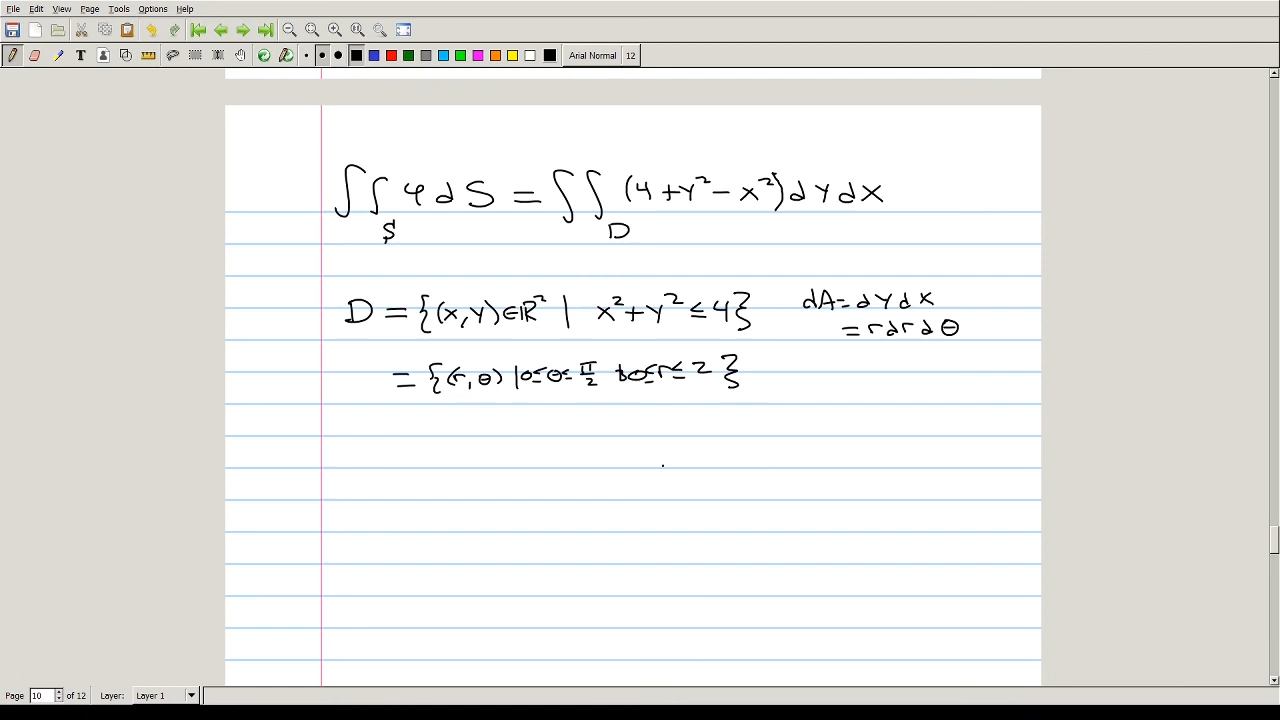 File Edit View Page Tools Options Help
Arial Normal 12
∬_S φ dS = ∬_D (4+y²-x²) dy dx
D = {(x,y)∈ℝ² | x²+y² ≤ 4}
dA = dy dx
= r dr dθ
= {(r,θ) | 0≤θ≤ π/2 0≤r≤2}
Page 10 of 12 Layer: Layer 1